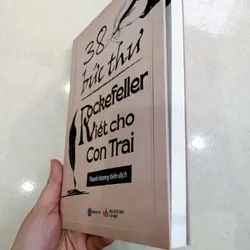 38
bức thư
Rockefeller
Viết cho
Con Trai
Thanh Hương biên dịch